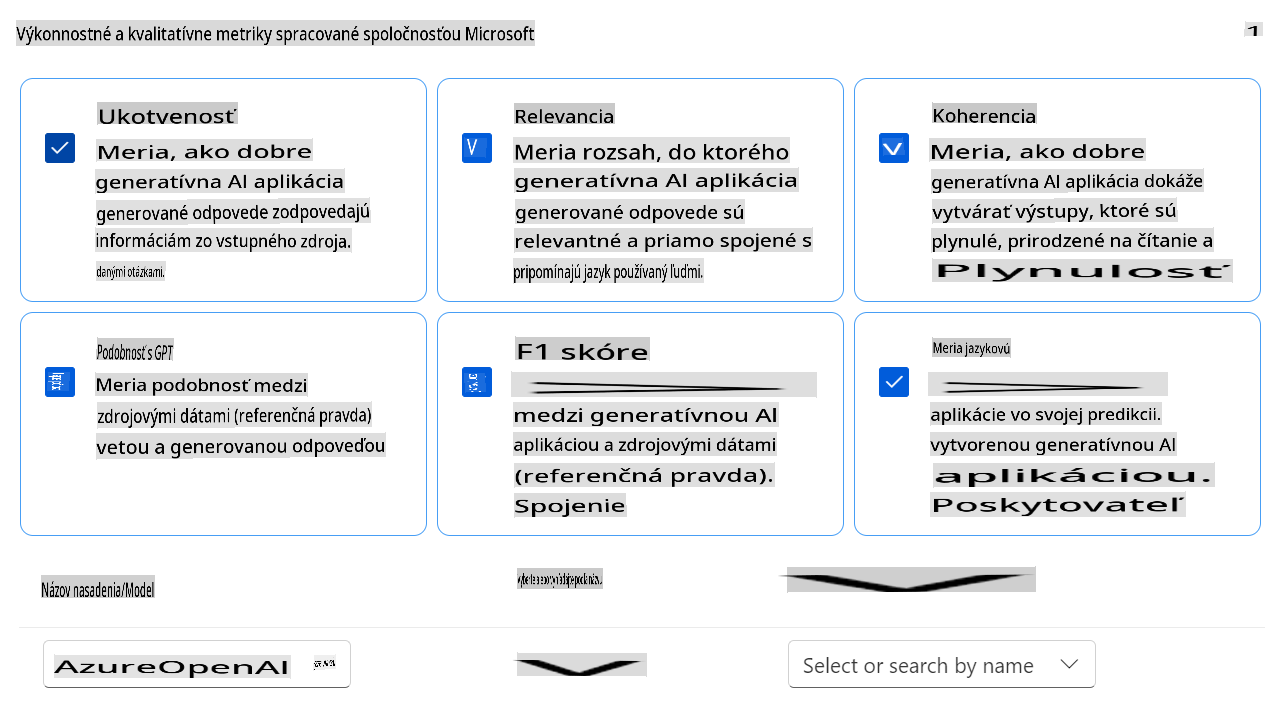 Výkonnostné a kvalitatívne metriky spracované spoločnosťou Microsoft
1
Ukotvenosť
Meria, ako dobre
generatívna AI aplikácia
generované odpovede zodpovedajú
informáciám zo vstupného zdroja.
danými otázkami.
Relevancia
Meria rozsah, do ktorého
generatívna AI aplikácia
generované odpovede sú
relevantné a priamo spojené s
pripomínajú jazyk používaný ľuďmi.
Koherencia
Meria, ako dobre
generatívna AI aplikácia dokáže
vytvárať výstupy, ktoré sú
plynulé, prirodzené na čítanie a
Plynulosť
Podobnosť s GPT
Meria podobnosť medzi
zdrojovými dátami (referenčná pravda)
vetou a generovanou odpoveďou
F1 skóre
medzi generatívnou AI
aplikáciou a zdrojovými dátami
(referenčná pravda).
Spojenie
Meria jazykovú
aplikácie vo svojej predikcii.
vytvorenou generatívnou AI
aplikáciou.
Poskytovateľ
Názov nasadenia/Model
AzureOpenAI
Select or search by name